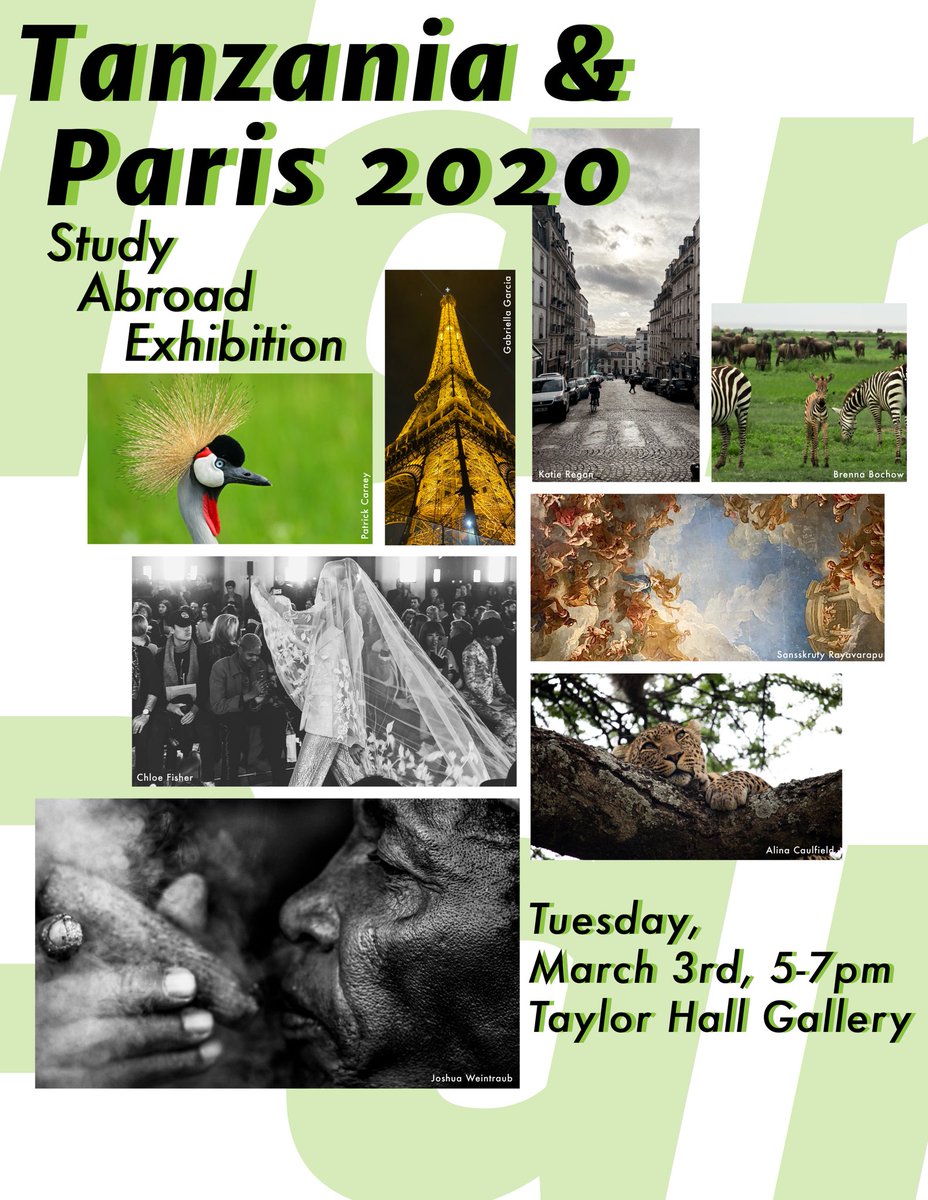 Tanzania &
Paris 2020
Study
Abroad
Exhibition
Gabriella Garcia
Katie Regan
Brenna Bochow
Patrick Carney
Sansskruty Rayavarapu
Chloe Fisher
Alina Caulfield
Joshua Weintraub
Tuesday,
March 3rd, 5-7pm
Taylor Hall Gallery